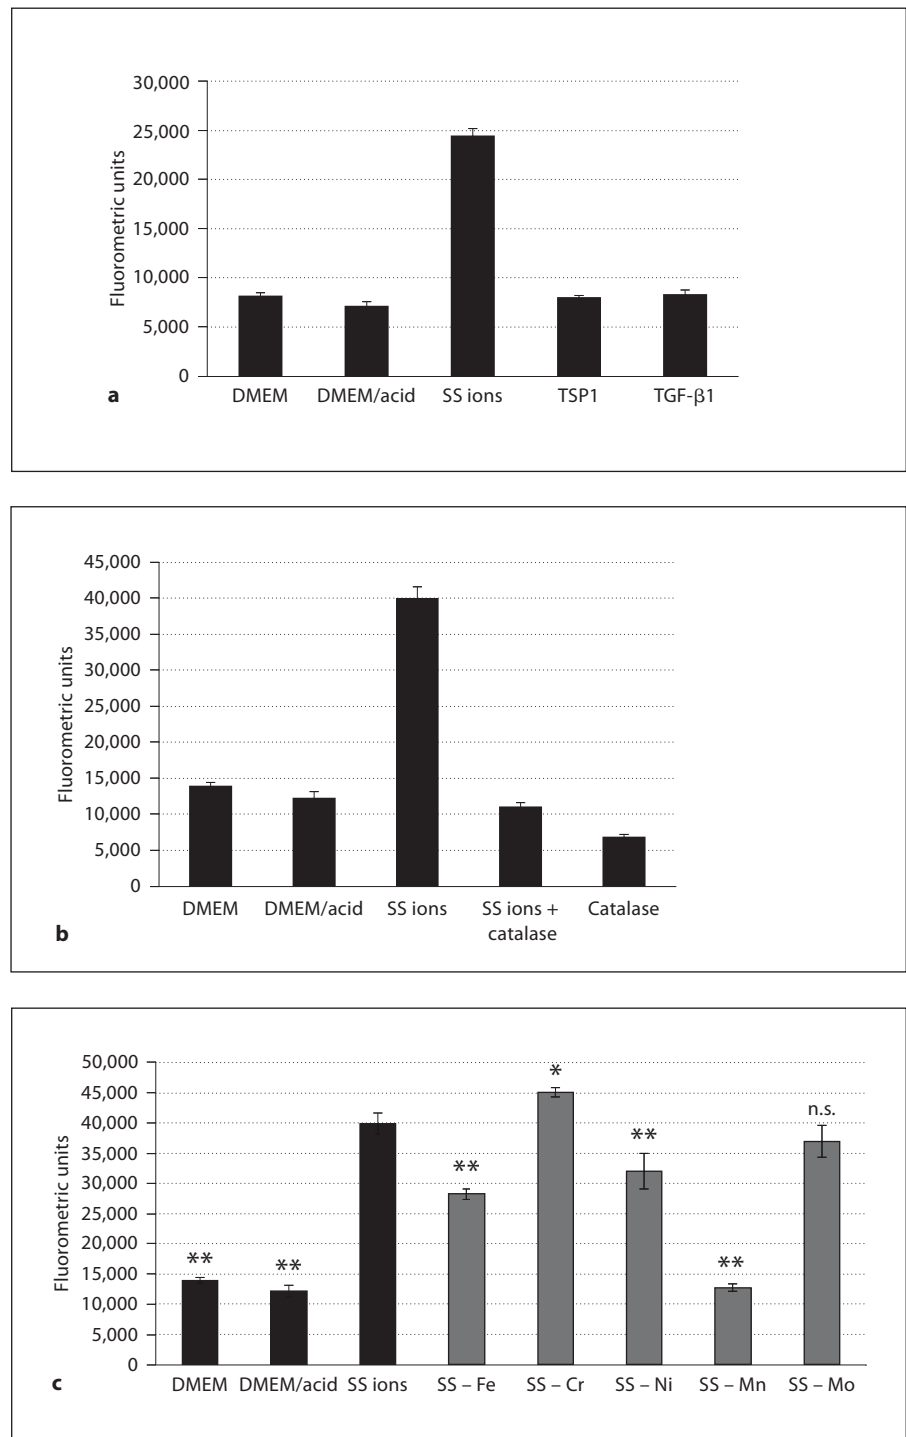 30,000
25,000
20,000
15,000
10,000
5,000
0
Fluorometric units
DMEM DMEM/acid SS ions TSP1 TGF-β1
a
45,000
40,000
35,000
30,000
25,000
20,000
15,000
10,000
5,000
0
Fluorometric units
DMEM DMEM/acid SS ions SS ions + Catalase
catalase
b
50,000
45,000
40,000
35,000
30,000
25,000
20,000
15,000
10,000
5,000
0
Fluorometric units
** ** ** * ** ** n.s.
DMEM DMEM/acid SS ions SS – Fe SS – Cr SS – Ni SS – Mn SS – Mo
c